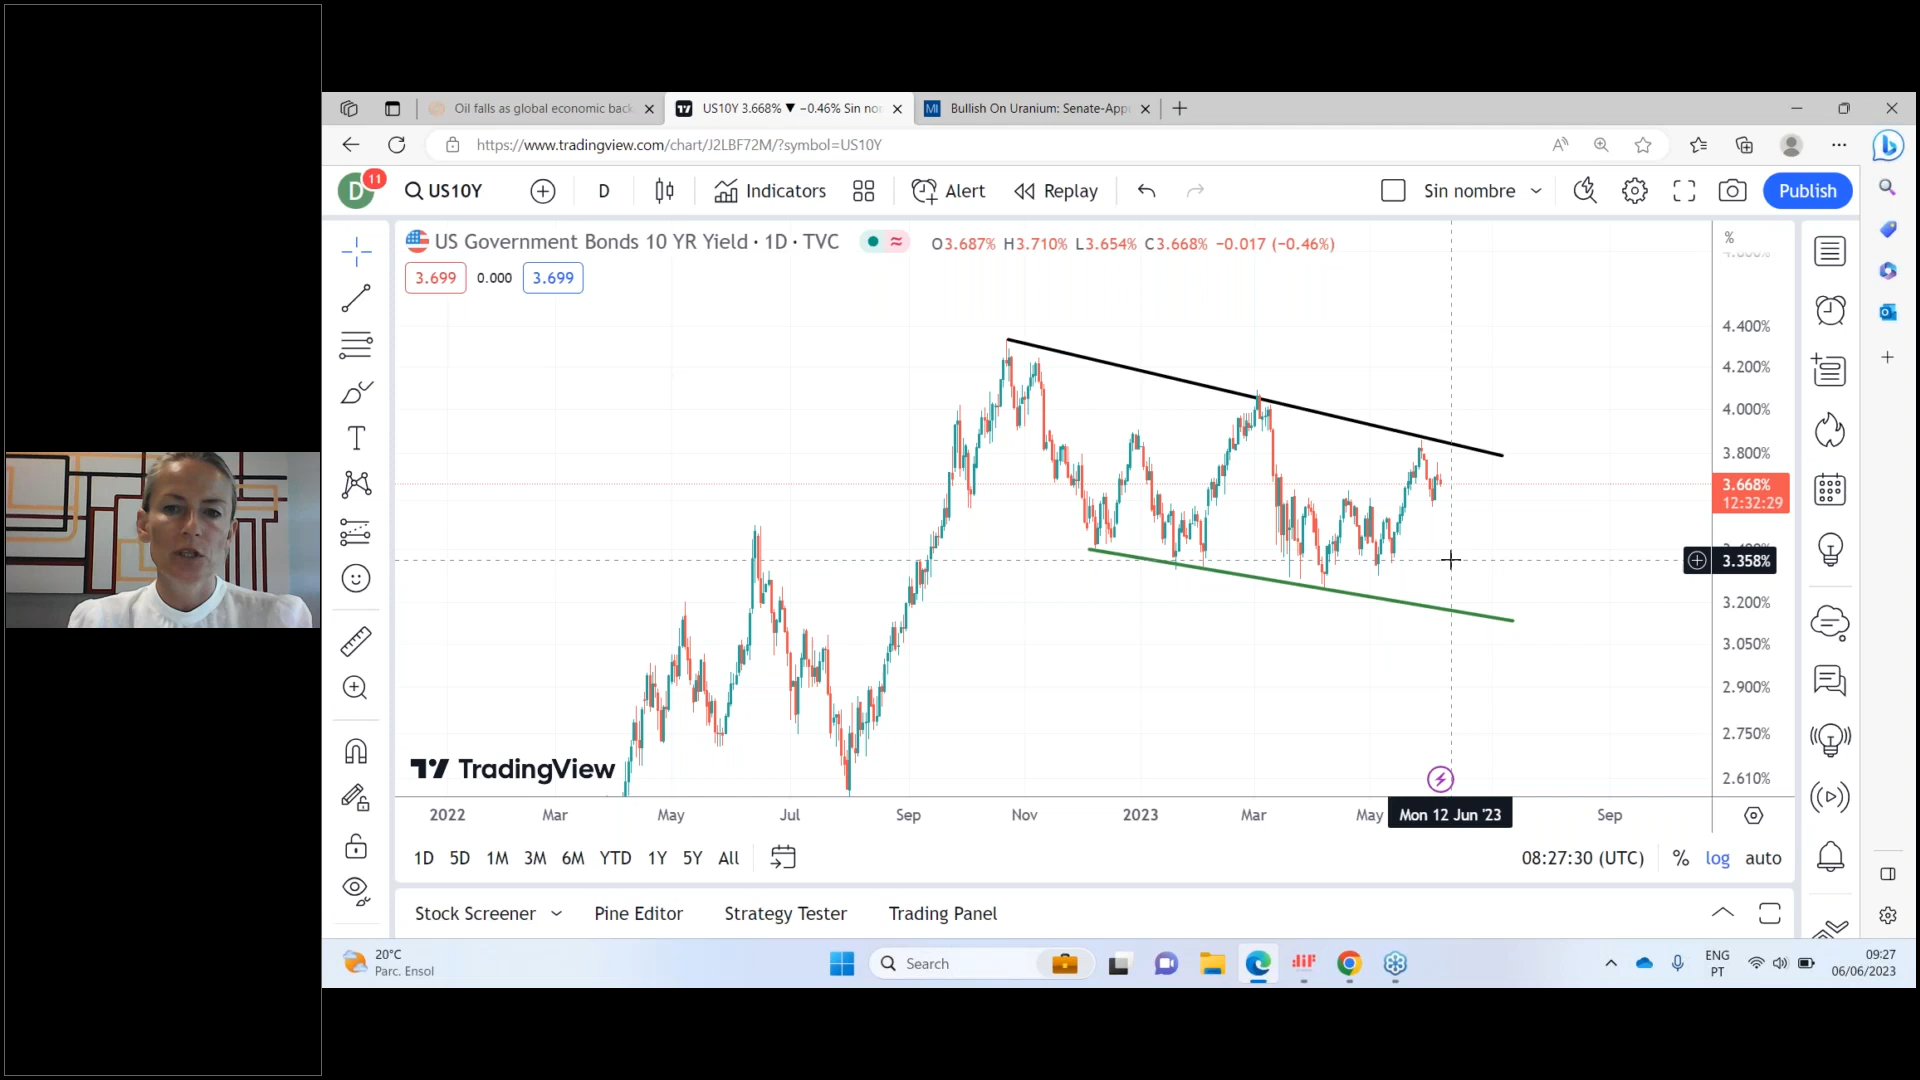 Oil falls as global economic back
US10Y 3.668% ▼ −0.46% Sin no
MI Bullish On Uranium: Senate-App
https://www.tradingview.com/chart/J2LBF72M/?symbol=US10Y
D 11 US10Y D Indicators Alert Replay Sin nombre Publish
US Government Bonds 10 YR Yield · 1D · TVC O3.687% H3.710% L3.654% C3.668% −0.017 (−0.46%)
3.699 0.000 3.699
%
4.400%
4.200%
4.000%
3.800%
3.668%
12:32:29
3.358%
3.200%
3.050%
2.900%
2.750%
2.610%
TradingView
2022 Mar May Jul Sep Nov 2023 Mar May Mon 12 Jun '23 Sep
1D 5D 1M 3M 6M YTD 1Y 5Y All 08:27:30 (UTC) % log auto
Stock Screener Pine Editor Strategy Tester Trading Panel
20°C
Parc. Ensol
Search
ENG
PT
09:27
06/06/2023